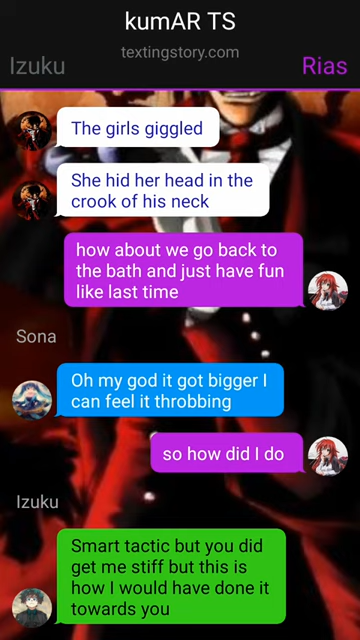 kumAR TS
textingstory.com
Izuku
Rias
The girls giggled
She hid her head in the
crook of his neck
how about we go back to
the bath and just have fun
like last time
Sona
Oh my god it got bigger I
can feel it throbbing
so how did I do
Izuku
Smart tactic but you did
get me stiff but this is
how I would have done it
towards you